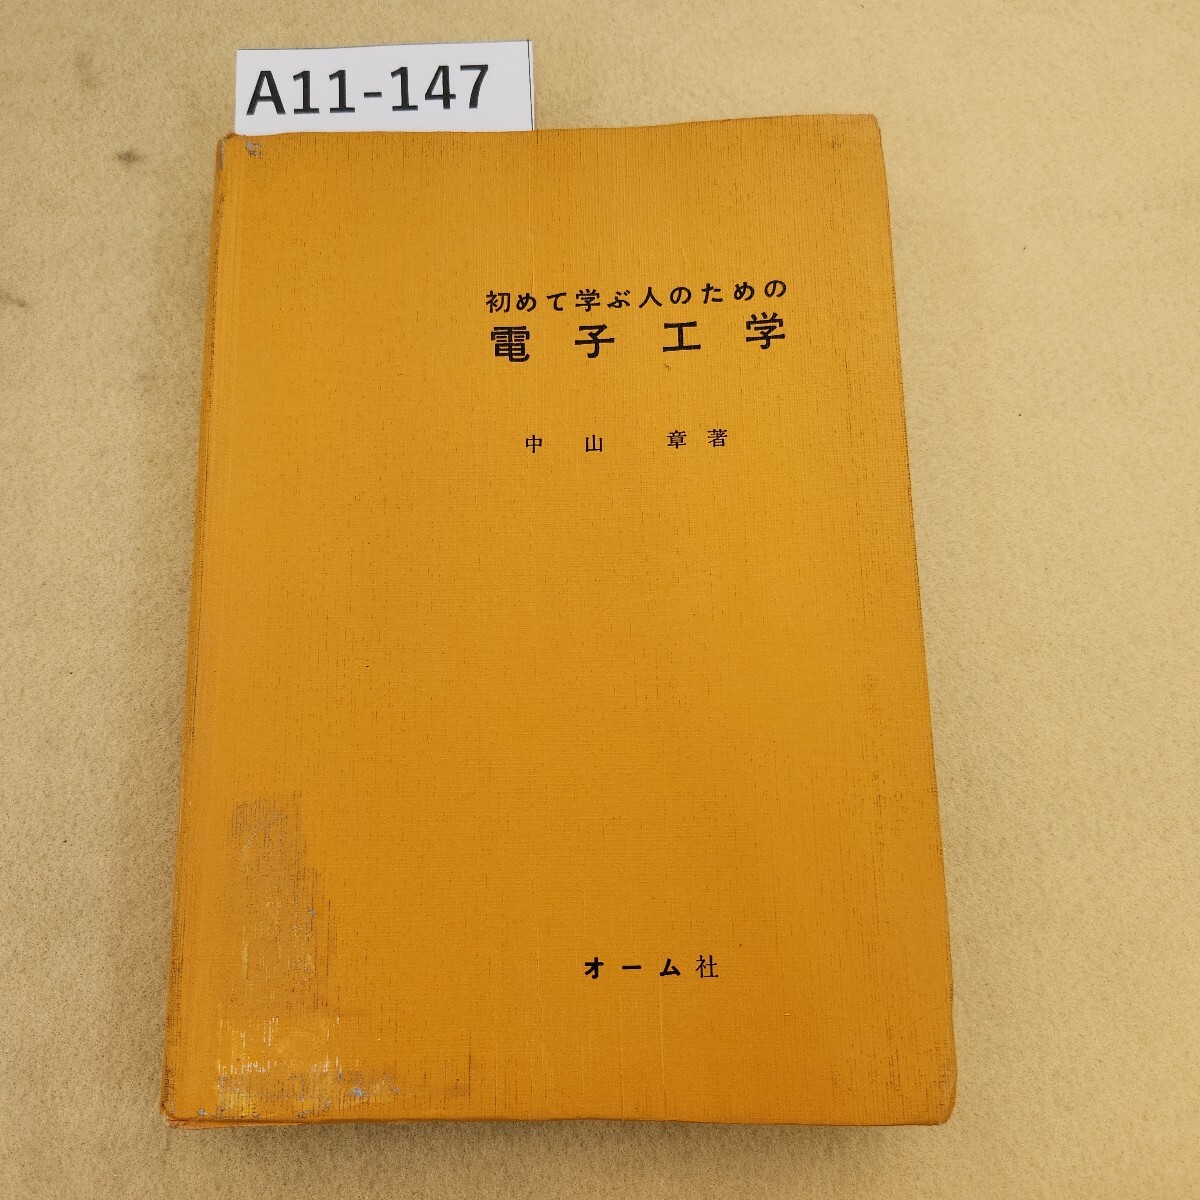 A11-147
初めて学ぶ人のための
電子工学
中山 章著
オーム社